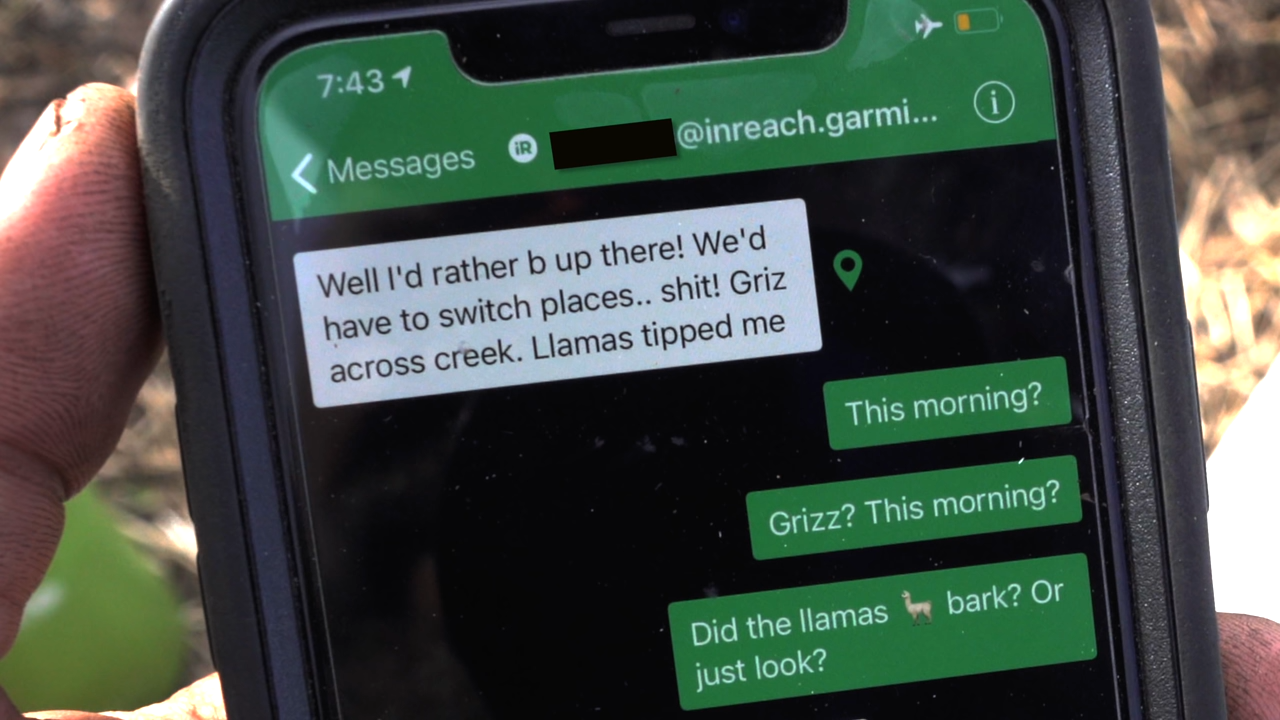 7:43
Messages iR @inreach.garmi...
Well I'd rather b up there! We'd
have to switch places.. shit! Griz
across creek. Llamas tipped me
This morning?
Grizz? This morning?
Did the llamas 🦙 bark? Or
just look?